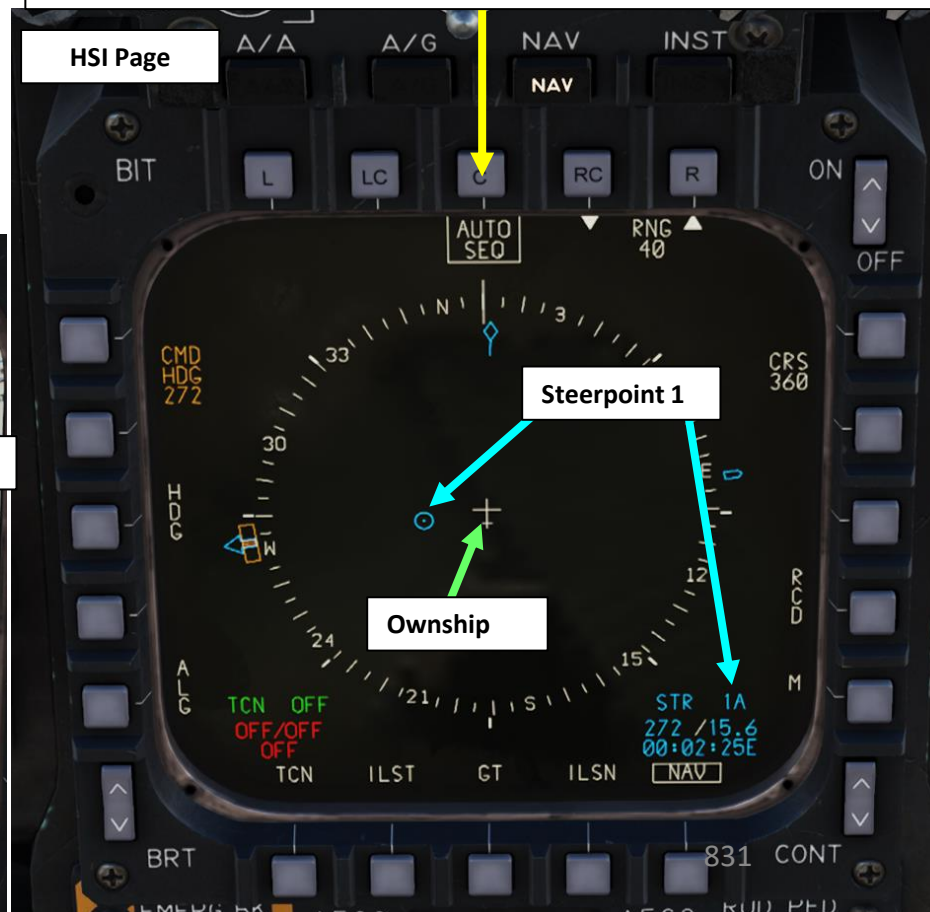 HSI Page
A/A
A/G
NAV
INST
NAV
BIT
L
LC
C
RC
R
ON
OFF
AUTO
SEQ
RNG
40
N
3
33
CMD
HDG
272
CRS
360
Steerpoint 1
30
E
HDG
W
12
RCD
Ownship
24
15
ALG
21
S
M
TCN OFF
OFF/OFF
OFF
STR 1A
272 /15.6
00:02:25E
TCN
ILST
GT
ILSN
NAV
BRT
831
CONT